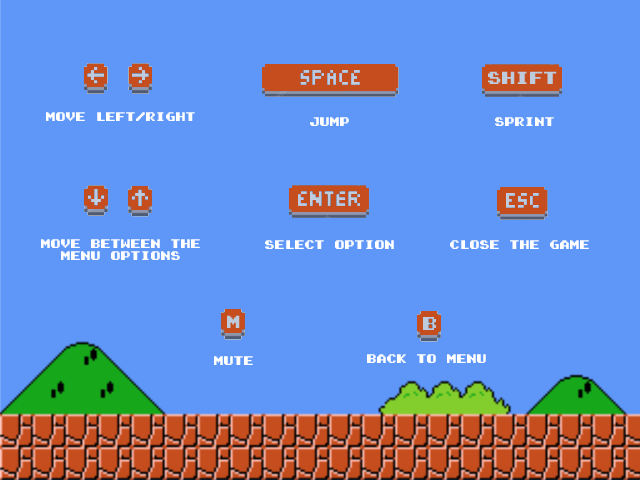 ← →
SPACE
SHIFT
MOVE LEFT/RIGHT
JUMP
SPRINT
↓ ↑
ENTER
ESC
MOVE BETWEEN THE
MENU OPTIONS
SELECT OPTION
CLOSE THE GAME
M
B
MUTE
BACK TO MENU